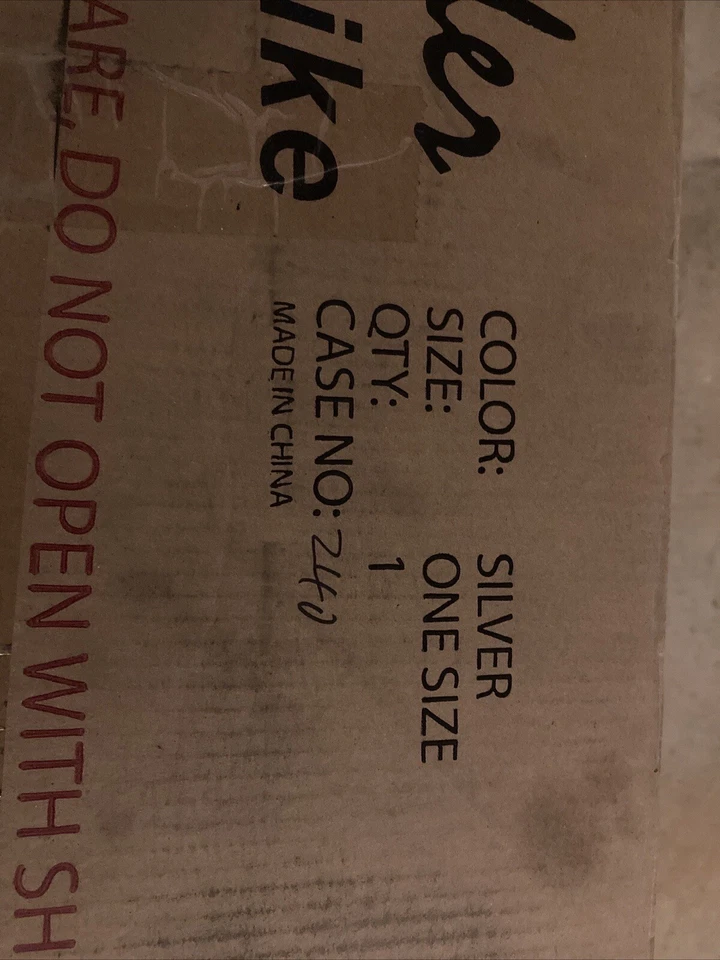 ler
ike
COLOR: SILVER
SIZE: ONE SIZE
QTY: 1
CASE NO: 240
MADE IN CHINA
ARE, DO NOT OPEN WITH SH